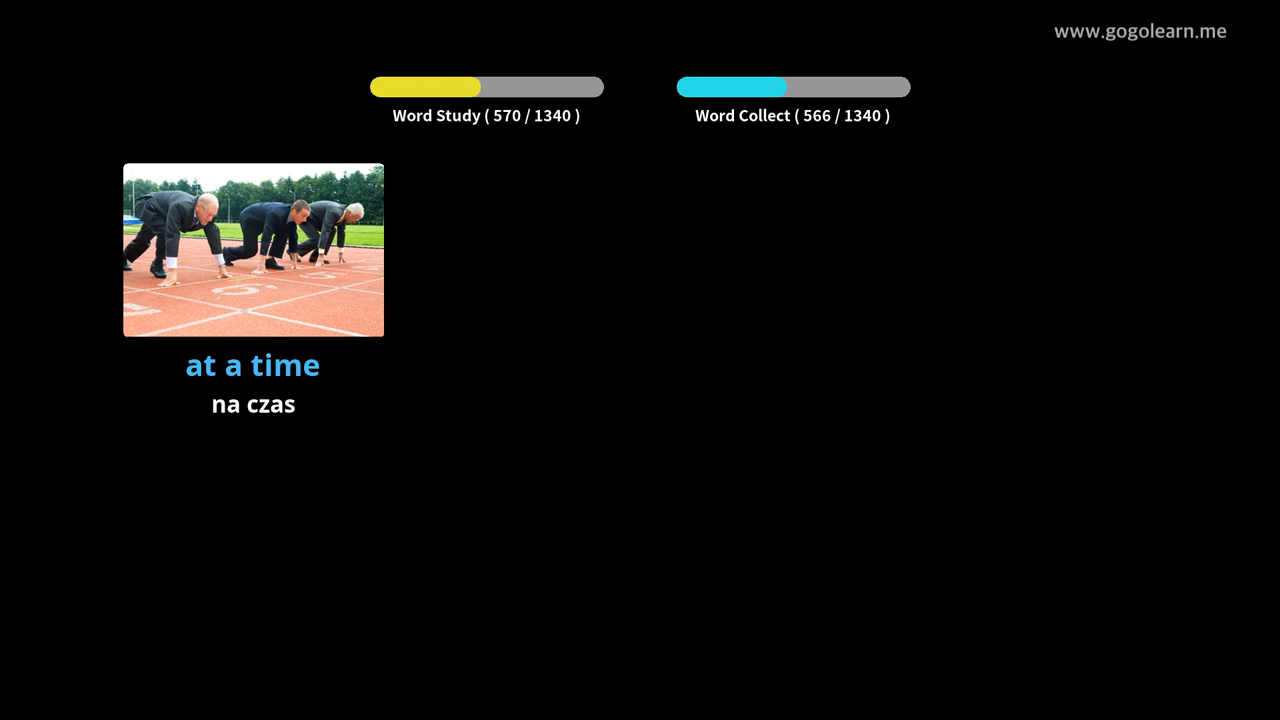 www.gogolearn.me
Word Study ( 570 / 1340 )
Word Collect ( 566 / 1340 )
at a time
na czas